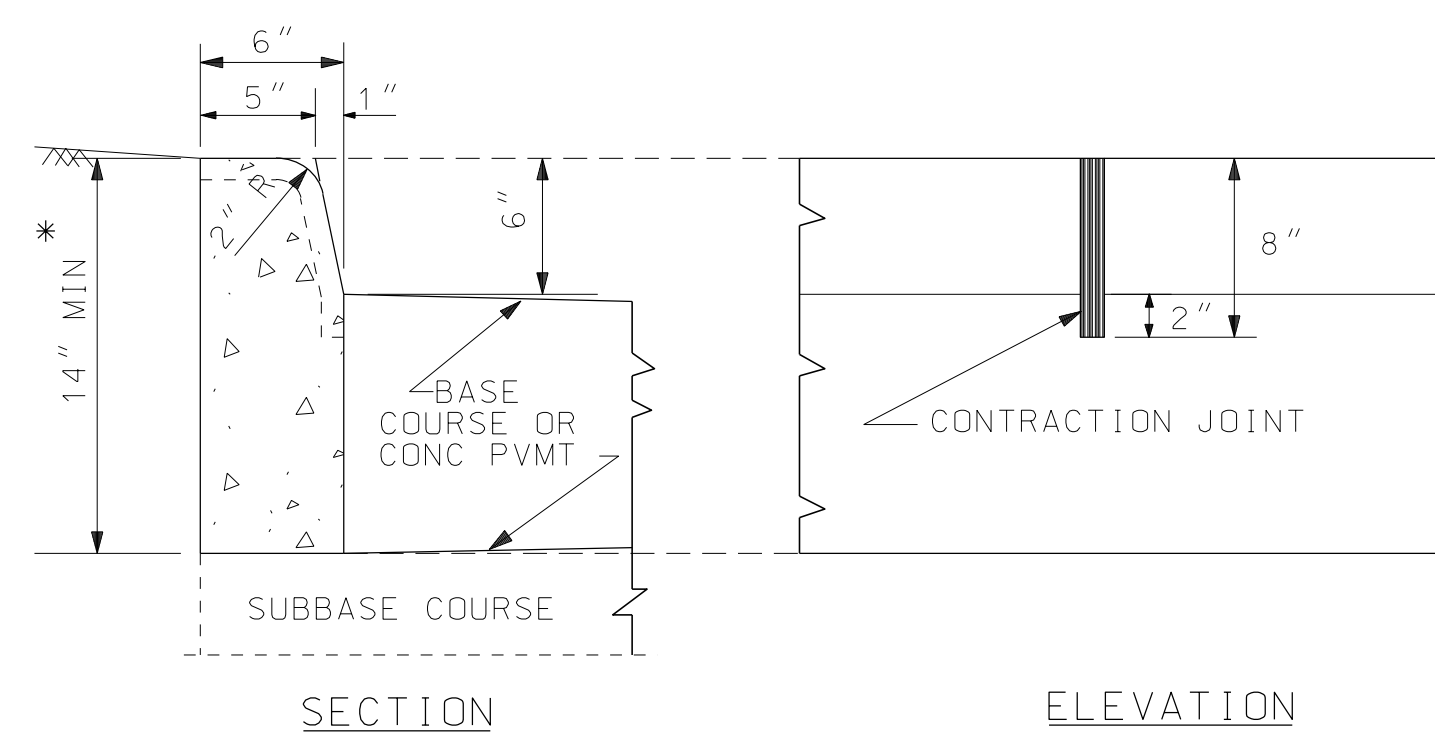 6"
5"
1"
2" R
6"
*
14" MIN
BASE
COURSE OR
CONC PVMT
SUBBASE COURSE
SECTION
8"
2"
CONTRACTION JOINT
ELEVATION